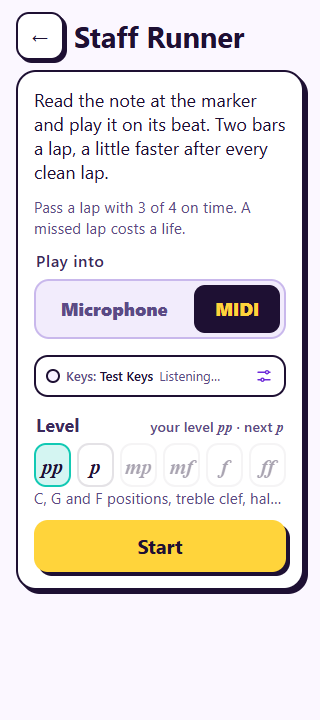 ← Staff Runner
Read the note at the marker
and play it on its beat. Two bars
a lap, a little faster after every
clean lap.
Pass a lap with 3 of 4 on time. A
missed lap costs a life.
Play into
Microphone MIDI
Keys: Test Keys Listening...
Level your level pp · next p
pp p mp mf f ff
C, G and F positions, treble clef, hal...
Start